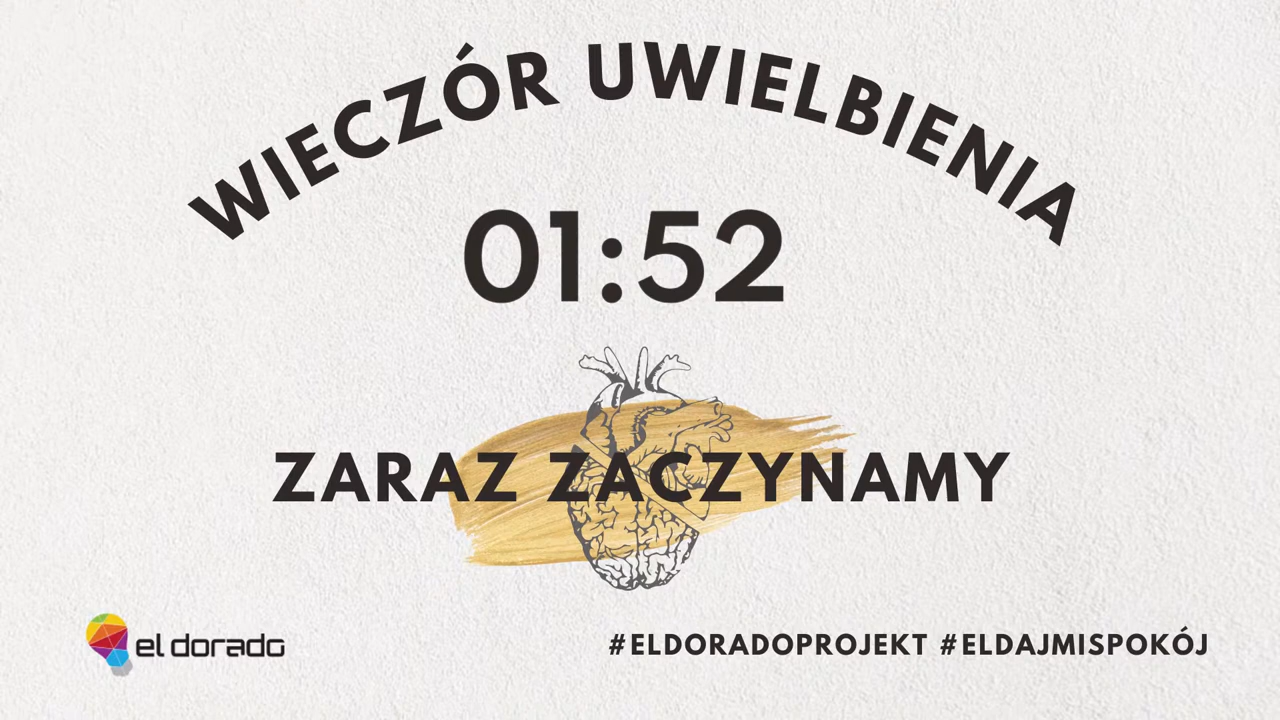 WIECZÓR UWIELBIENIA
01:52
ZARAZ ZACZYNAMY
el dorado
#ELDORADOPROJEKT #ELDAJMISPOKÓJ